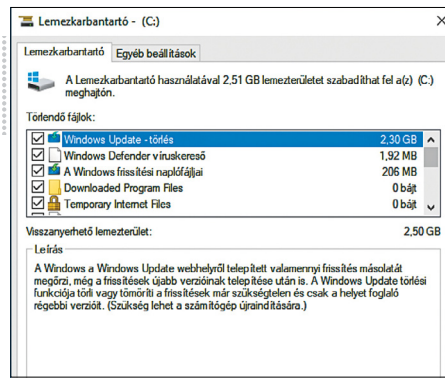 Lemezkarbantartó - (C:)
Lemezkarbantartó Egyéb beállítások
A Lemezkarbantartó használatával 2,51 GB lemezterületet szabadíthat fel a(z) (C:)
meghajtón.
Törlendő fájlok:
Windows Update - törlés 2,30 GB
Windows Defender víruskereső 1,92 MB
A Windows frissítési naplófájljai 206 MB
Downloaded Program Files 0 bájt
Temporary Internet Files 0 bájt
Visszanyerhető lemezterület: 2,50 GB
Leírás
A Windows a Windows Update webhelyről telepített valamennyi frissítés másolatát
megőrzi, még a frissítések újabb verzióinak telepítése után is. A Windows Update törlési
funkciója törli vagy tömöríti a frissítések már szükségtelen és csak a helyet foglaló
régebbi verzióit. (Szükség lehet a számítógép újraindítására.)